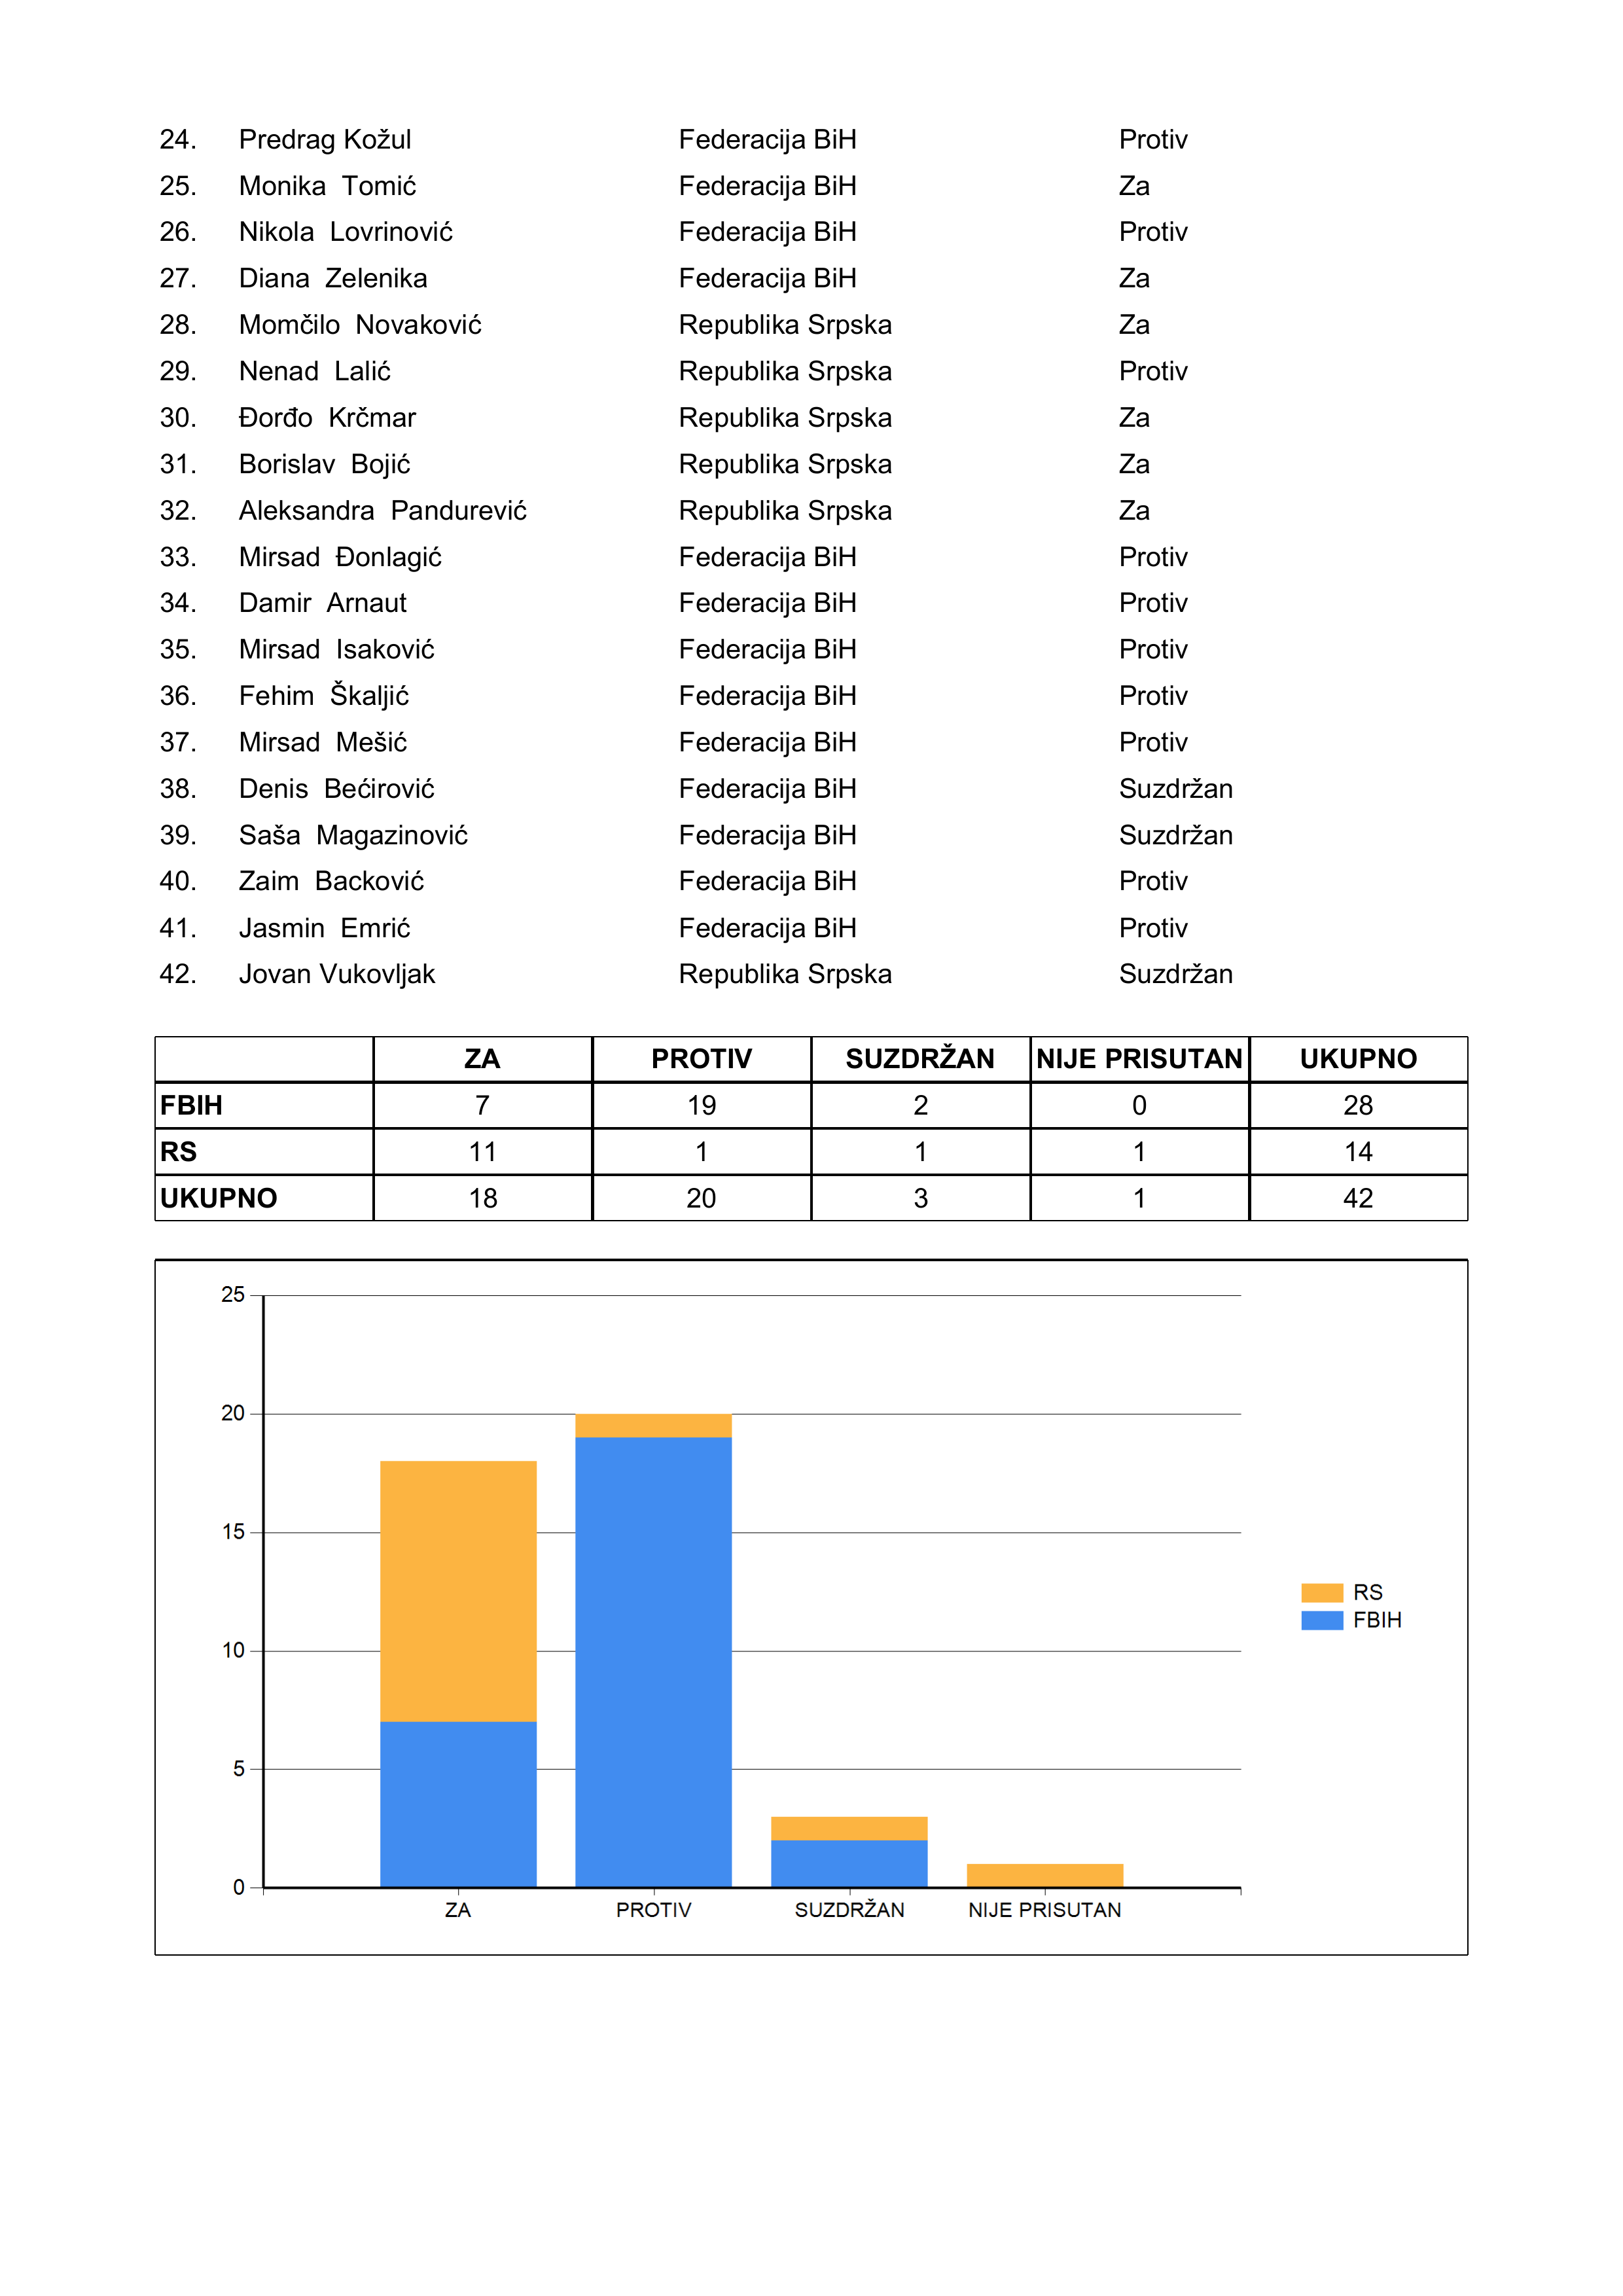 24. Predrag Kožul Federacija BiH Protiv
25. Monika Tomić Federacija BiH Za
26. Nikola Lovrinović Federacija BiH Protiv
27. Diana Zelenika Federacija BiH Za
28. Momčilo Novaković Republika Srpska Za
29. Nenad Lalić Republika Srpska Protiv
30. Đorđo Krčmar Republika Srpska Za
31. Borislav Bojić Republika Srpska Za
32. Aleksandra Pandurević Republika Srpska Za
33. Mirsad Đonlagić Federacija BiH Protiv
34. Damir Arnaut Federacija BiH Protiv
35. Mirsad Isaković Federacija BiH Protiv
36. Fehim Škaljić Federacija BiH Protiv
37. Mirsad Mešić Federacija BiH Protiv
38. Denis Bećirović Federacija BiH Suzdržan
39. Saša Magazinović Federacija BiH Suzdržan
40. Zaim Backović Federacija BiH Protiv
41. Jasmin Emrić Federacija BiH Protiv
42. Jovan Vukovljak Republika Srpska Suzdržan
ZA PROTIV SUZDRŽAN NIJE PRISUTAN UKUPNO
FBIH 7 19 2 0 28
RS 11 1 1 1 14
UKUPNO 18 20 3 1 42
25
20
15
10
5
0
ZA PROTIV SUZDRŽAN NIJE PRISUTAN
RS
FBIH